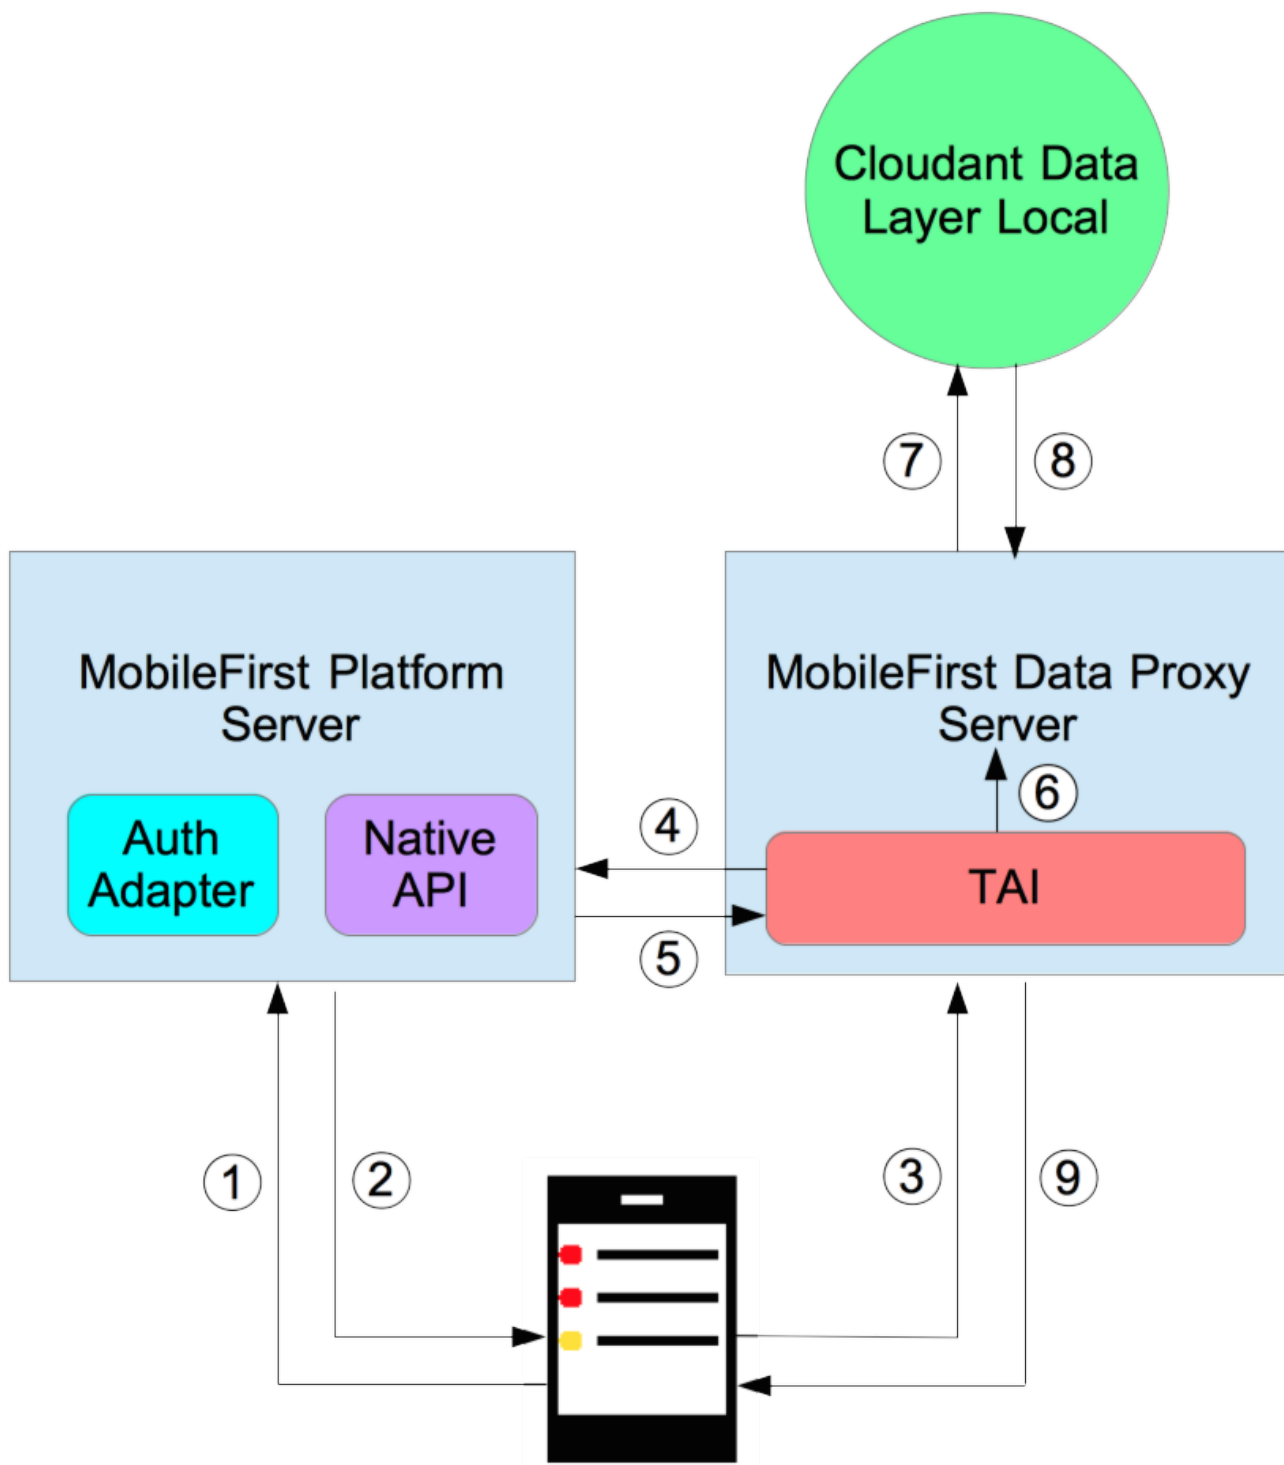 Cloudant Data
Layer Local
7
8
MobileFirst Platform
Server
MobileFirst Data Proxy
Server
6
Auth
Adapter
Native
API
4
TAI
5
1
2
3
9